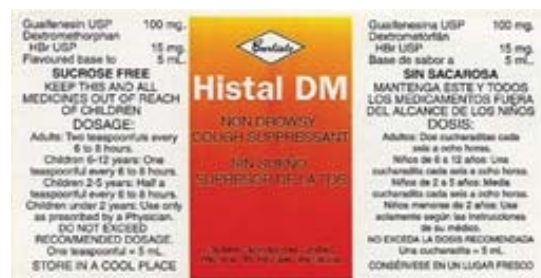 Guaifenesin USP 100 mg.
Dextromethorphan
HBr USP 15 mg.
Flavoured base to 5 mL.
SUCROSE FREE
KEEP THIS AND ALL
MEDICINES OUT OF REACH
OF CHILDREN
DOSAGE:
Adults: Two teaspoonfuls every
6 to 8 hours.
Children 6-12 years: One
teaspoonful every 6 to 8 hours.
Children 2-5 years: Half a
teaspoonful every 6 to 8 hours.
Children under 2 years: Use only
as prescribed by a Physician.
DO NOT EXCEED
RECOMMENDED DOSAGE.
One teaspoonful = 5 mL.
STORE IN A COOL PLACE
Histal DM
NON DROWSY
COUGH SUPPRESSANT
SIN SUEÑO
SUPRESOR DE LA TOS
Guaifenesina USP 100 mg.
Dextrometorfán
HBr USP 15 mg.
Base de sabor a 5 mL.
SIN SACAROSA
MANTENGA ESTE Y TODOS
LOS MEDICAMENTOS FUERA
DEL ALCANCE DE LOS NIÑOS
DOSIS:
Adultos: Dos cucharaditas cada
seis a ocho horas.
Niños de 6 a 12 años: Una
cucharadita cada seis a ocho horas.
Niños de 2 a 5 años: Media
cucharadita cada seis a ocho horas.
Niños menores de 2 años: Use
solamente según las instrucciones
de su médico.
NO EXCEDA LA DOSIS RECOMENDADA
Una cucharadita = 5 mL.
CONSÉRVESE EN UN LUGAR FRESCO